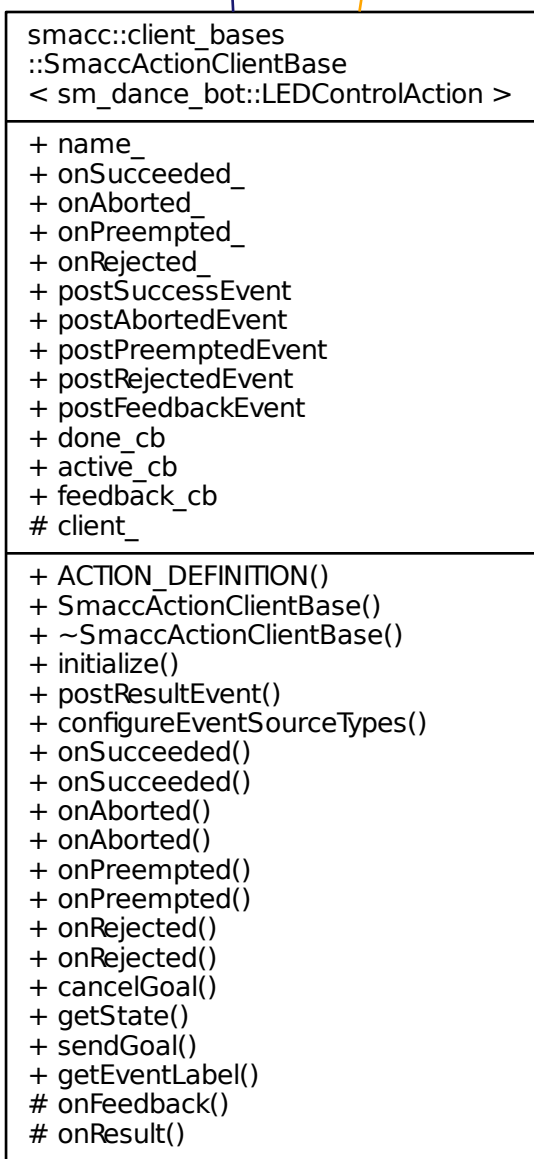 smacc::client_bases
::SmaccActionClientBase
< sm_dance_bot::LEDControlAction >
+ name_
+ onSucceeded_
+ onAborted_
+ onPreempted_
+ onRejected_
+ postSuccessEvent
+ postAbortedEvent
+ postPreemptedEvent
+ postRejectedEvent
+ postFeedbackEvent
+ done_cb
+ active_cb
+ feedback_cb
# client_
+ ACTION_DEFINITION()
+ SmaccActionClientBase()
+ ~SmaccActionClientBase()
+ initialize()
+ postResultEvent()
+ configureEventSourceTypes()
+ onSucceeded()
+ onSucceeded()
+ onAborted()
+ onAborted()
+ onPreempted()
+ onPreempted()
+ onRejected()
+ onRejected()
+ cancelGoal()
+ getState()
+ sendGoal()
+ getEventLabel()
# onFeedback()
# onResult()